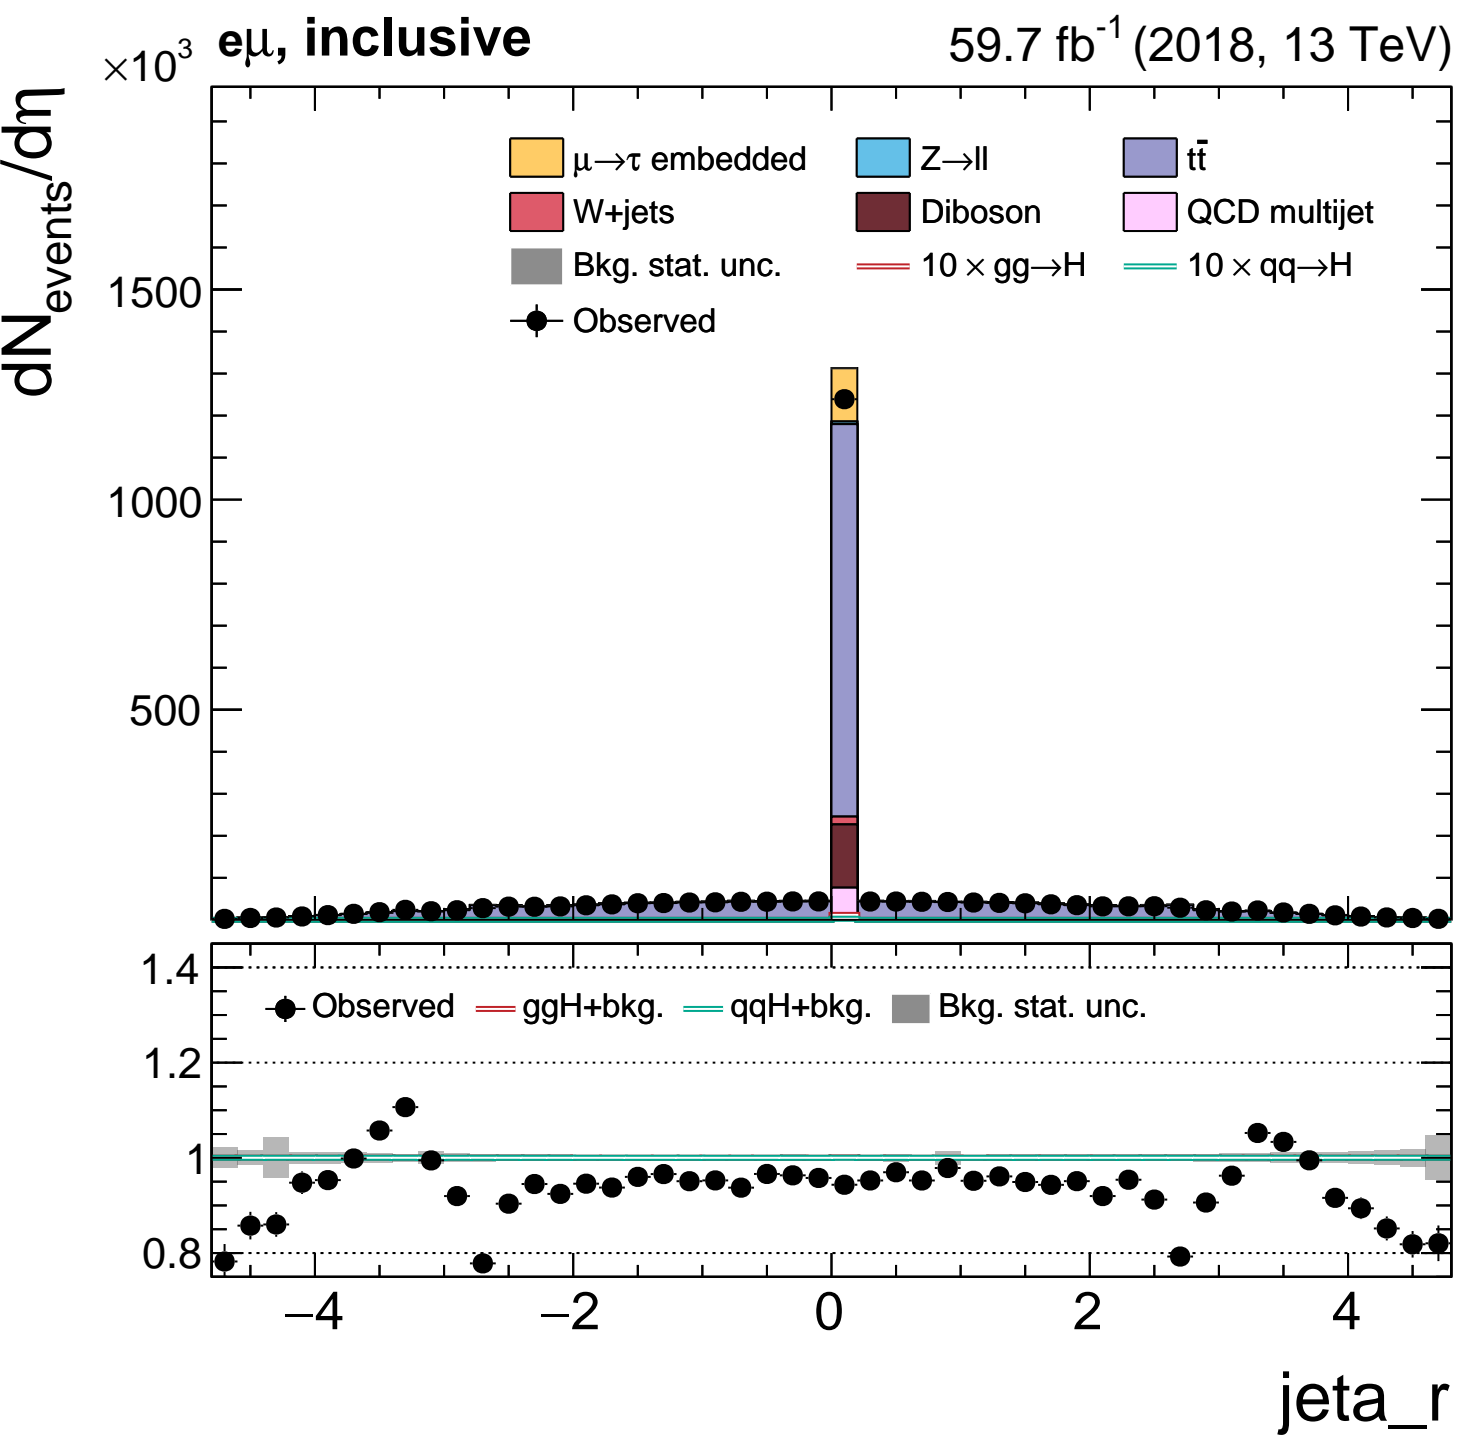 ×10³ eμ, inclusive 59.7 fb⁻¹ (2018, 13 TeV)
dN_events/dη
μ→τ embedded Z→ll tt̄
W+jets Diboson QCD multijet
Bkg. stat. unc. 10 × gg→H 10 × qq→H
Observed
1500
1000
500
1.4
Observed ggH+bkg. qqH+bkg. Bkg. stat. unc.
1.2
1
0.8
−4 −2 0 2 4
jeta_r